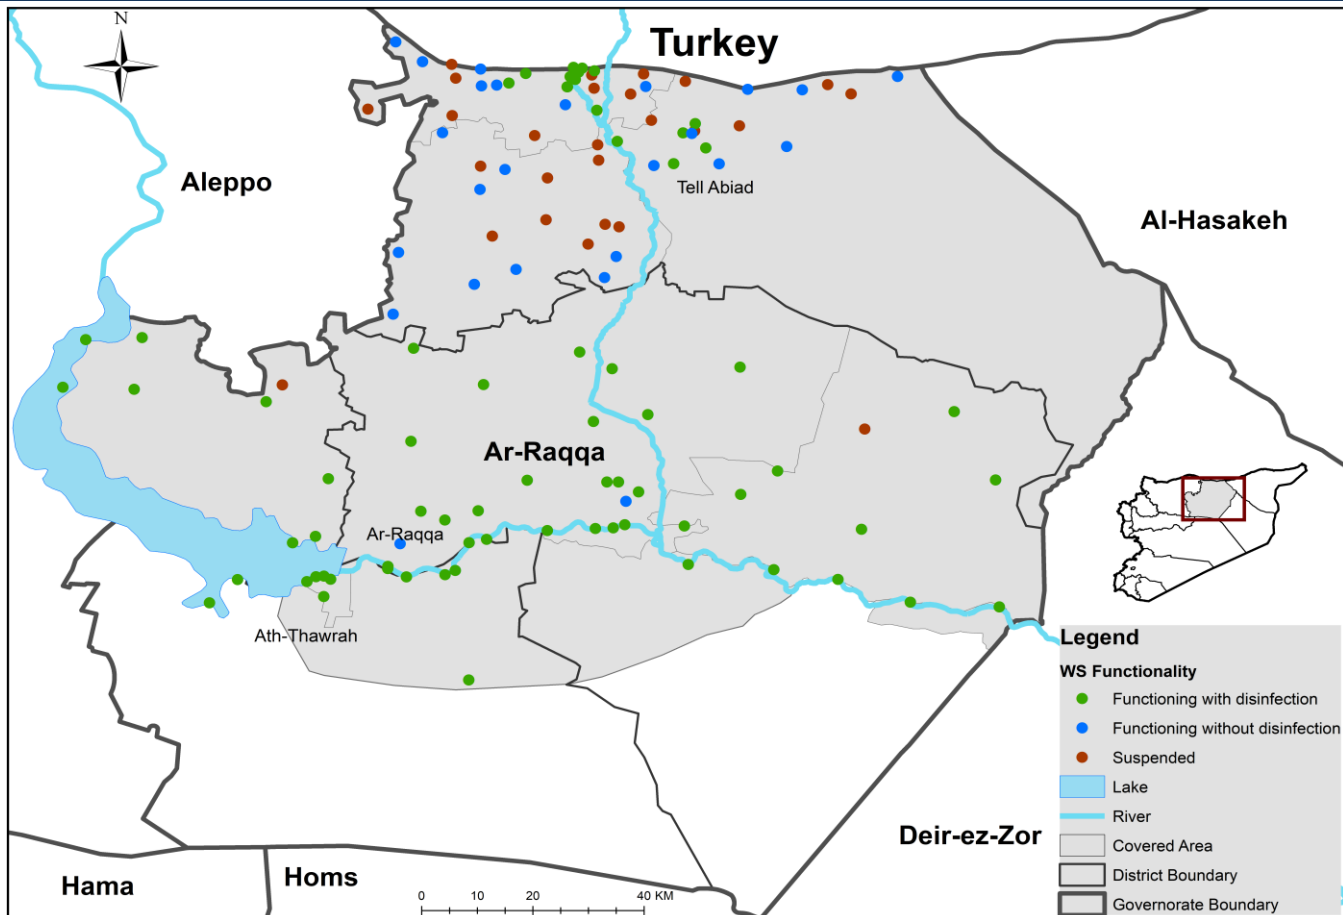 N
Turkey
Aleppo
Tell Abiad
Al-Hasakeh
Ar-Raqqa
Ar-Raqqa
Ath-Thawrah
Deir-ez-Zor
Hama
Homs
0 10 20 40 KM
Legend
WS Functionality
Functioning with disinfection
Functioning without disinfection
Suspended
Lake
River
Covered Area
District Boundary
Governorate Boundary